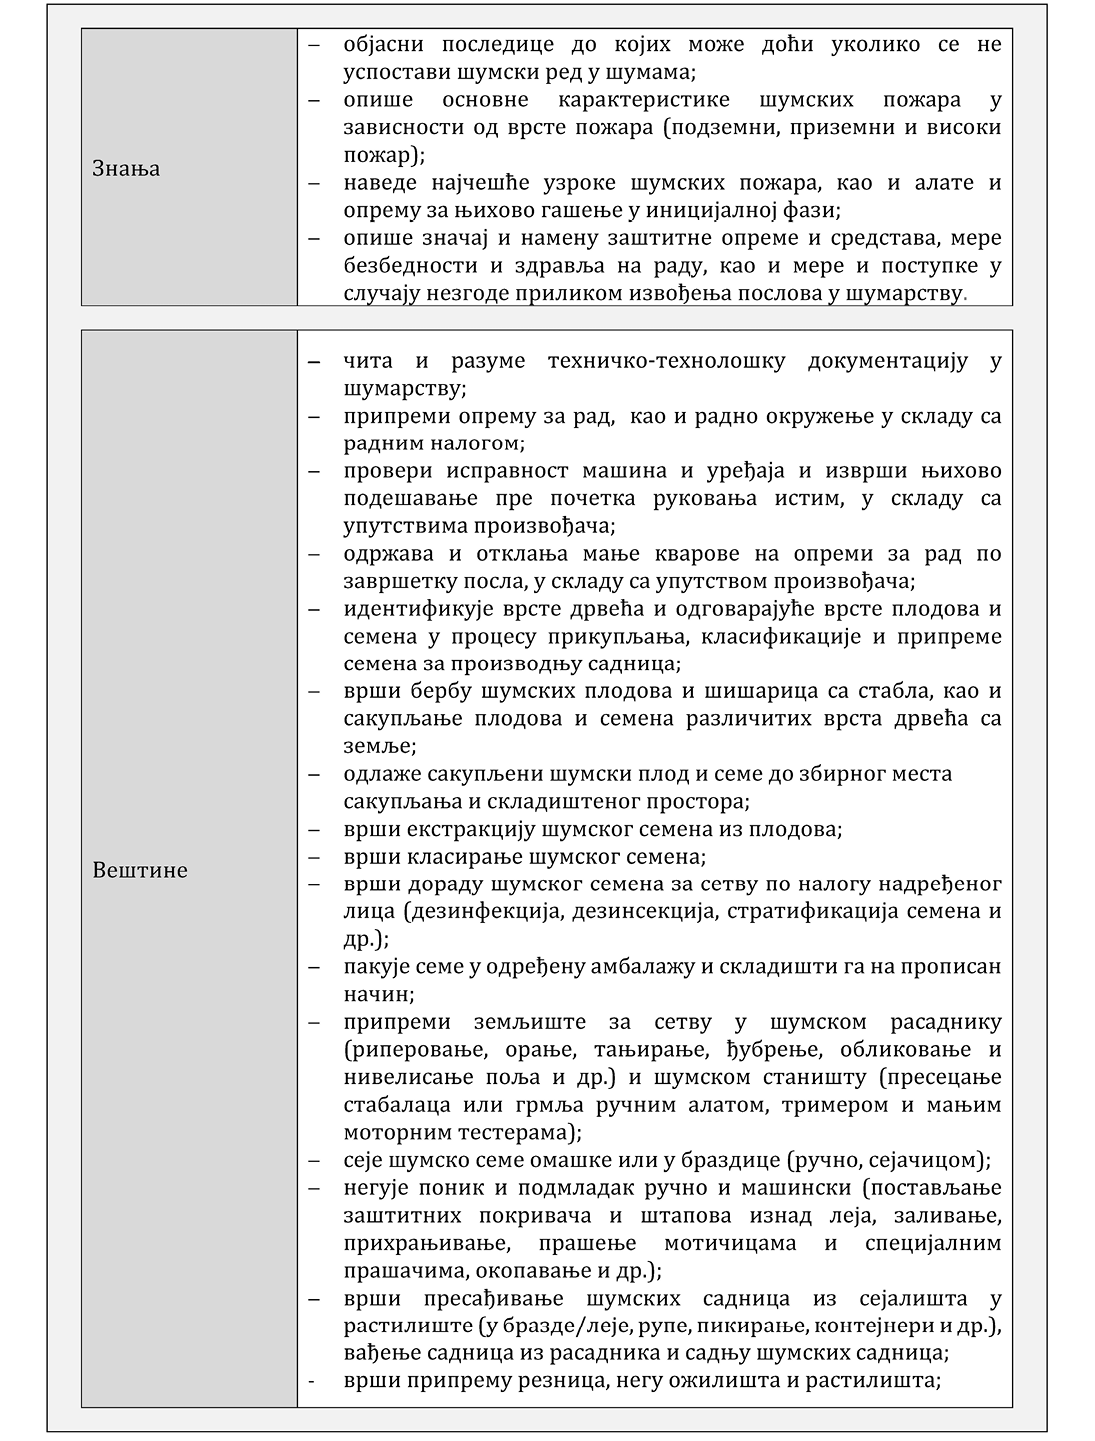 Знања
– објасни последице до којих може доћи уколико се не
успостави шумски ред у шумама;
– опише основне карактеристике шумских пожара у
зависности од врсте пожара (подземни, приземни и високи
пожар);
– наведе најчешће узроке шумских пожара, као и алате и
опрему за њихово гашење у иницијалној фази;
– опише значај и намену заштитне опреме и средстава, мере
безбедности и здравља на раду, као и мере и поступке у
случају незгоде приликом извођења послова у шумарству.
Вештине
– чита и разуме техничко-технолошку документацију у
шумарству;
– припреми опрему за рад, као и радно окружење у складу са
радним налогом;
– провери исправност машина и уређаја и изврши њихово
подешавање пре почетка руковања истим, у складу са
упутствима произвођача;
– одржава и отклања мање кварове на опреми за рад по
завршетку посла, у складу са упутством произвођача;
– идентификује врсте дрвећа и одговарајуће врсте плодова и
семена у процесу прикупљања, класификације и припреме
семена за производњу садница;
– врши бербу шумских плодова и шишарица са стабла, као и
сакупљање плодова и семена различитих врста дрвећа са
земље;
– одлаже сакупљени шумски плод и семе до збирног места
сакупљања и складиштеног простора;
– врши екстракцију шумског семена из плодова;
– врши класирање шумског семена;
– врши дораду шумског семена за сетву по налогу надређеног
лица (дезинфекција, дезинсекција, стратификација семена и
др.);
– пакује семе у одређену амбалажу и складишти га на прописан
начин;
– припреми земљиште за сетву у шумском расаднику
(риперовање, орање, тањирање, ђубрење, обликовање и
нивелисање поља и др.) и шумском станишту (пресецање
стабалаца или грмља ручним алатом, тримером и мањим
моторним тестерама);
– сеје шумско семе омашке или у браздице (ручно, сејачицом);
– негује поник и подмладак ручно и машински (постављање
заштитних покривача и штапова изнад леја, заливање,
прихрањивање, прашење мотичицама и специјалним
прашачима, окопавање и др.);
– врши пресађивање шумских садница из сејалишта у
растилиште (у бразде/леје, рупе, пикирање, контејнери и др.),
вађење садница из расадника и садњу шумских садница;
- врши припрему резница, негу ожилишта и растилишта;